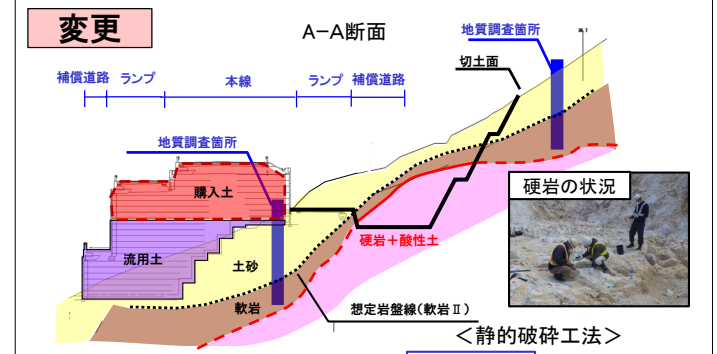 変更
A-A断面
地質調査箇所
切土面
補償道路 ランプ 本線 ランプ 補償道路
地質調査箇所
購入土
硬岩の状況
硬岩+酸性土
流用土
土砂
軟岩
想定岩盤線(軟岩Ⅱ)
<静的破砕工法>